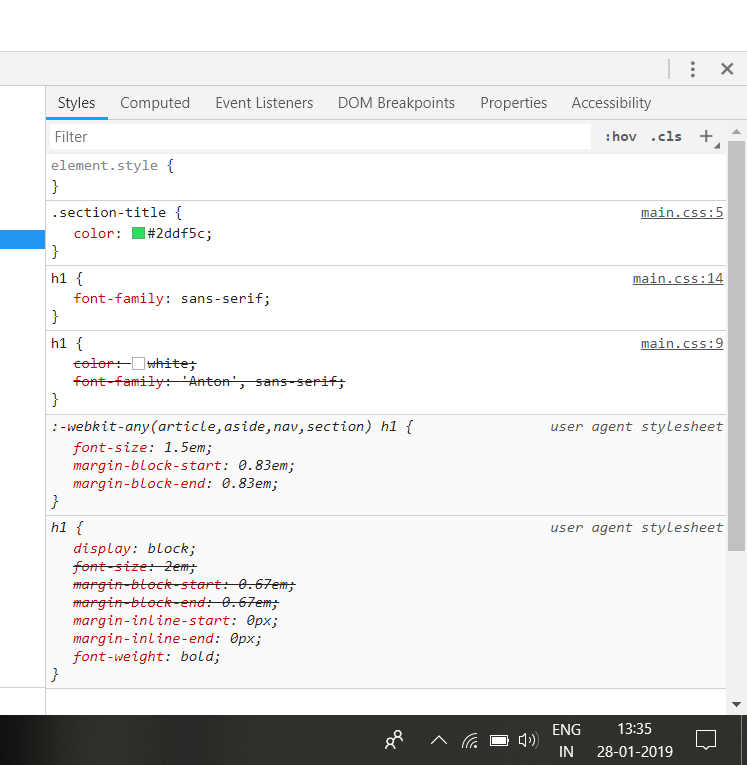 Styles Computed Event Listeners DOM Breakpoints Properties Accessibility
Filter :hov .cls +
element.style {
}
.section-title { main.css:5
color: #2ddf5c;
}
h1 { main.css:14
font-family: sans-serif;
}
h1 { main.css:9
color: white;
font-family: 'Anton', sans-serif;
}
:-webkit-any(article,aside,nav,section) h1 { user agent stylesheet
font-size: 1.5em;
margin-block-start: 0.83em;
margin-block-end: 0.83em;
}
h1 { user agent stylesheet
display: block;
font-size: 2em;
margin-block-start: 0.67em;
margin-block-end: 0.67em;
margin-inline-start: 0px;
margin-inline-end: 0px;
font-weight: bold;
}
ENG 13:35
IN 28-01-2019